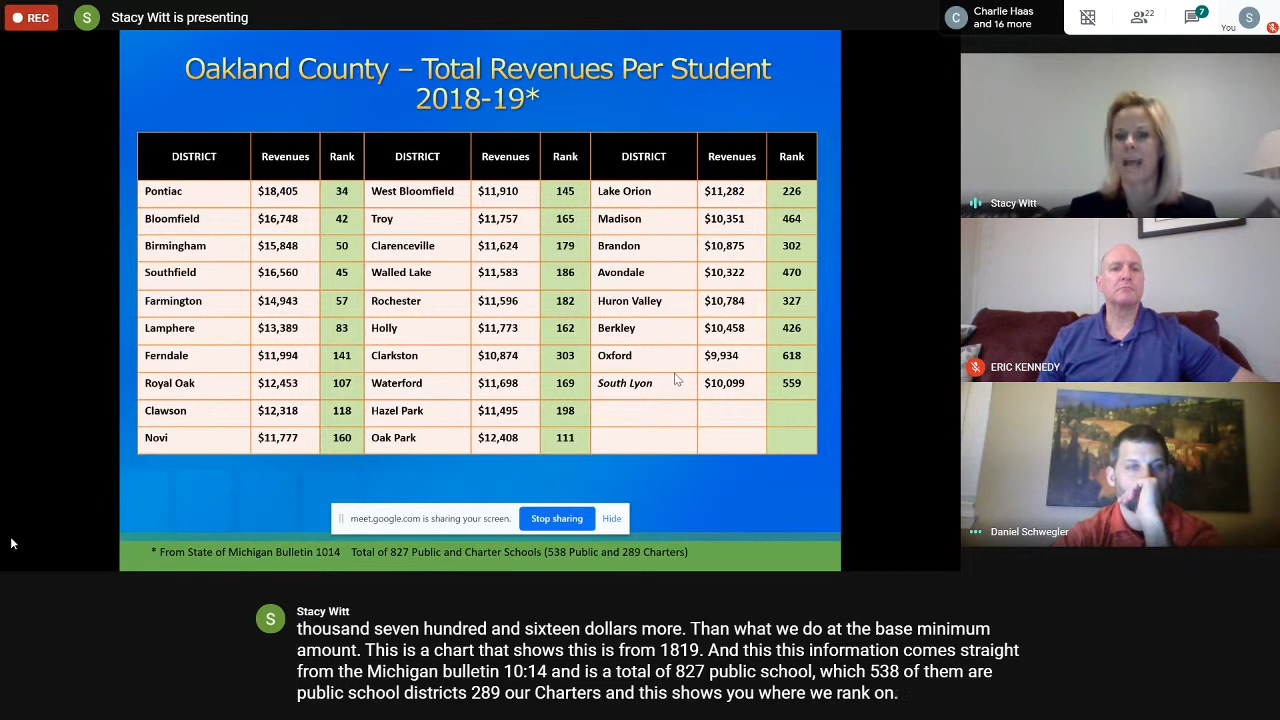 REC
S
Stacy Witt is presenting
C
Charlie Haas
and 16 more
22
7
S
You
Oakland County – Total Revenues Per Student
2018-19*
DISTRICT Revenues Rank DISTRICT Revenues Rank DISTRICT Revenues Rank
Pontiac $18,405 34 West Bloomfield $11,910 145 Lake Orion $11,282 226
Bloomfield $16,748 42 Troy $11,757 165 Madison $10,351 464
Birmingham $15,848 50 Clarenceville $11,624 179 Brandon $10,875 302
Southfield $16,560 45 Walled Lake $11,583 186 Avondale $10,322 470
Farmington $14,943 57 Rochester $11,596 182 Huron Valley $10,784 327
Lamphere $13,389 83 Holly $11,773 162 Berkley $10,458 426
Ferndale $11,994 141 Clarkston $10,874 303 Oxford $9,934 618
Royal Oak $12,453 107 Waterford $11,698 169 South Lyon $10,099 559
Clawson $12,318 118 Hazel Park $11,495 198
Novi $11,777 160 Oak Park $12,408 111
meet.google.com is sharing your screen. Stop sharing Hide
* From State of Michigan Bulletin 1014 Total of 827 Public and Charter Schools (538 Public and 289 Charters)
Stacy Witt
ERIC KENNEDY
Daniel Schwegler
S
Stacy Witt
thousand seven hundred and sixteen dollars more. Than what we do at the base minimum
amount. This is a chart that shows this is from 1819. And this this information comes straight
from the Michigan bulletin 10:14 and is a total of 827 public school, which 538 of them are
public school districts 289 our Charters and this shows you where we rank on.